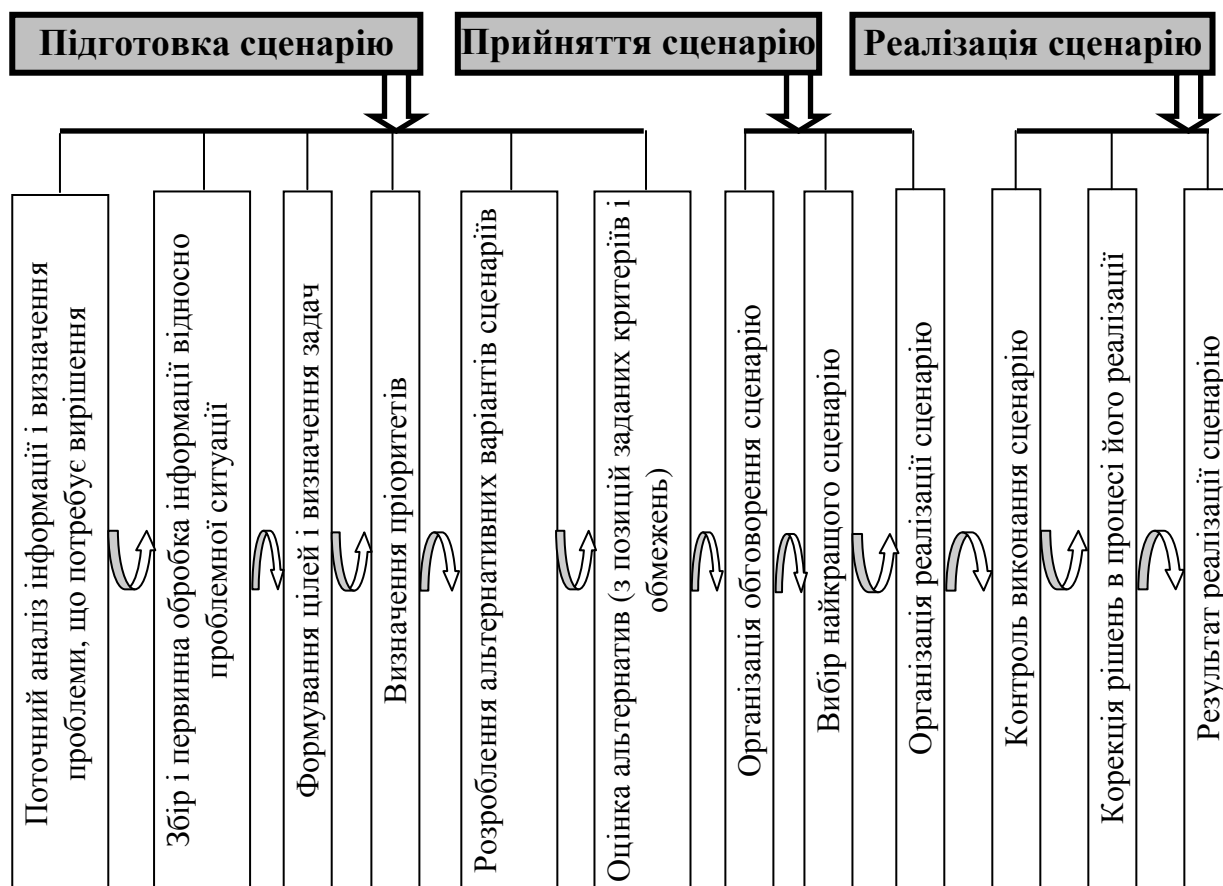 Підготовка сценарію
Прийняття сценарію
Реалізація сценарію
Поточний аналіз інформації і визначення
проблеми, що потребує вирішення
Збір і первинна обробка інформації відносно
проблемної ситуації
Формування цілей і визначення задач
Визначення пріоритетів
Розроблення альтернативних варіантів сценаріїв
Оцінка альтернатив (з позицій заданих критеріїв і
обмежень)
Організація обговорення сценарію
Вибір найкращого сценарію
Організація реалізації сценарію
Контроль виконання сценарію
Корекція рішень в процесі його реалізації
Результат реалізації сценарію